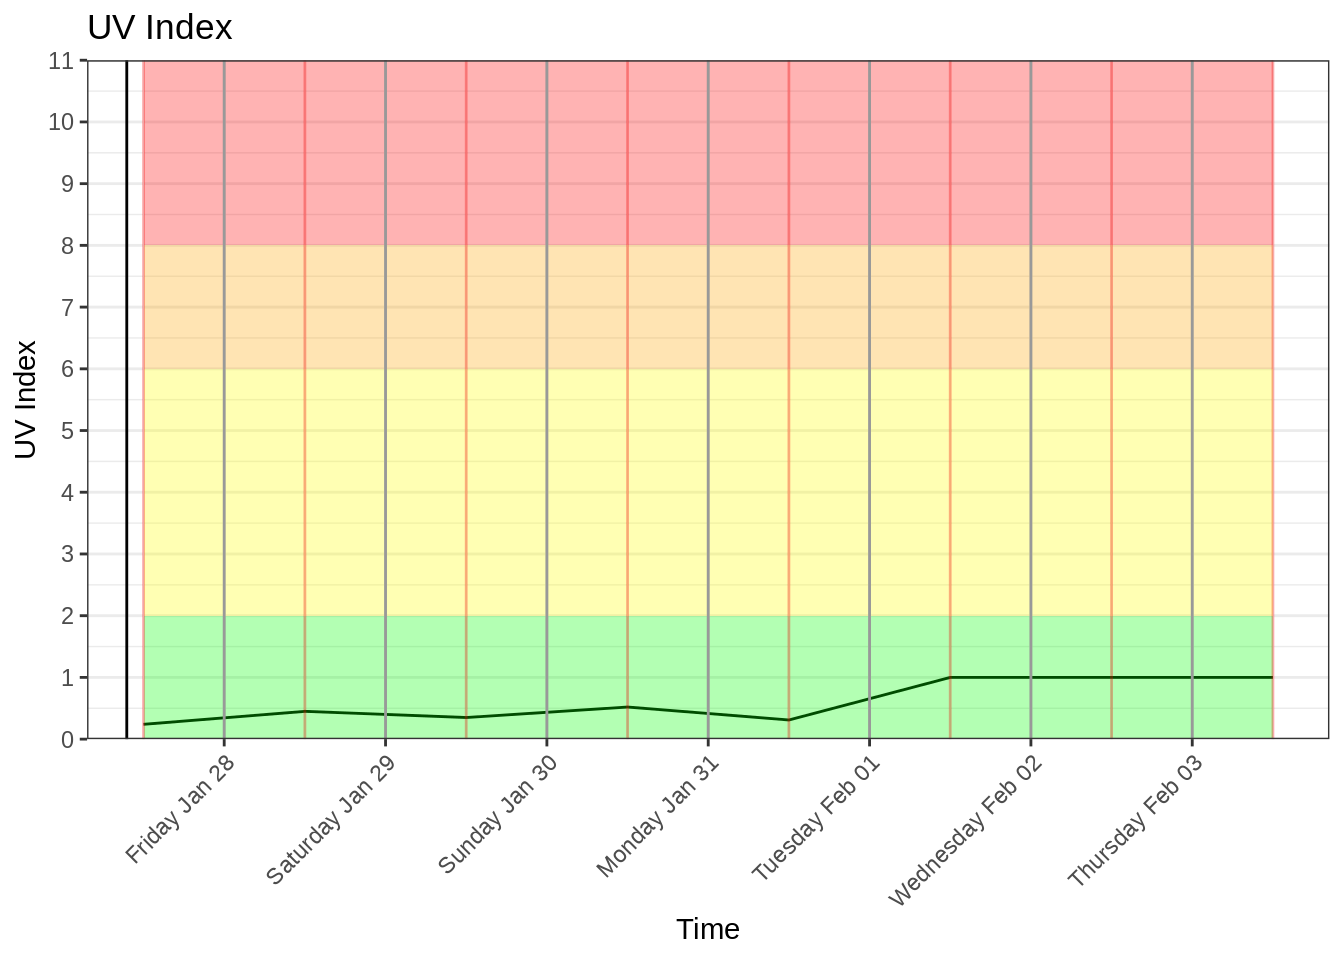 UV Index
11
10
9
8
7
6
5
4
3
2
1
0
UV Index
Friday Jan 28
Saturday Jan 29
Sunday Jan 30
Monday Jan 31
Tuesday Feb 01
Wednesday Feb 02
Thursday Feb 03
Time